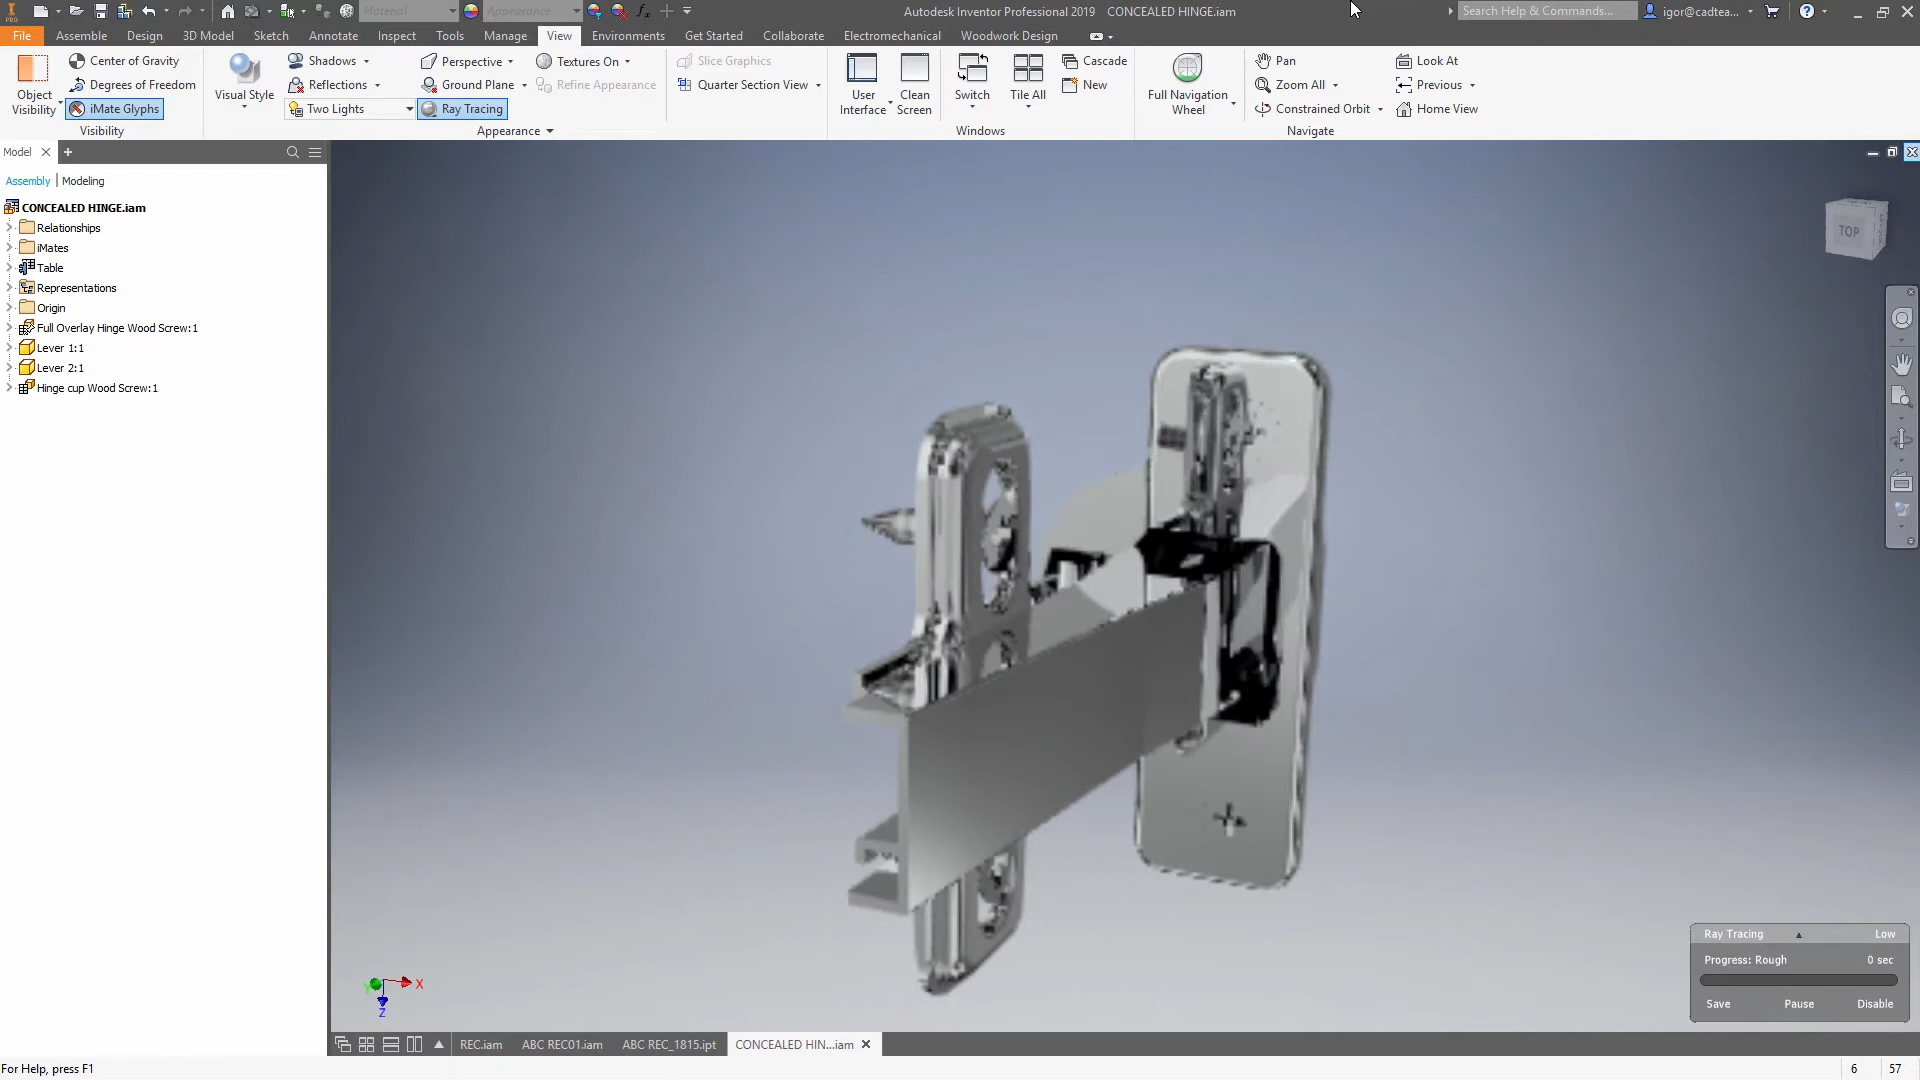 Material
Appearance
Autodesk Inventor Professional 2019 CONCEALED HINGE.iam
Search Help & Commands...
igor@cadtea...
PRO
File Assemble Design 3D Model Sketch Annotate Inspect Tools Manage View Environments Get Started Collaborate Electromechanical Woodwork Design
Object Visibility
Center of Gravity
Degrees of Freedom
iMate Glyphs
Visibility
Visual Style
Shadows
Reflections
Two Lights
Perspective
Ground Plane
Ray Tracing
Textures On
Refine Appearance
Appearance
Slice Graphics
Quarter Section View
User Interface
Clean Screen
Switch
Tile All
Cascade
New
Windows
Full Navigation Wheel
Pan
Zoom All
Constrained Orbit
Look At
Previous
Home View
Navigate
Model
Assembly | Modeling
CONCEALED HINGE.iam
Relationships
iMates
Table
Representations
Origin
Full Overlay Hinge Wood Screw:1
Lever 1:1
Lever 2:1
Hinge cup Wood Screw:1
TOP
X
Y
Z
Ray Tracing Low
Progress: Rough 0 sec
Save Pause Disable
REC.iam ABC REC01.iam ABC REC_1815.ipt CONCEALED HIN...iam
For Help, press F1
6 57